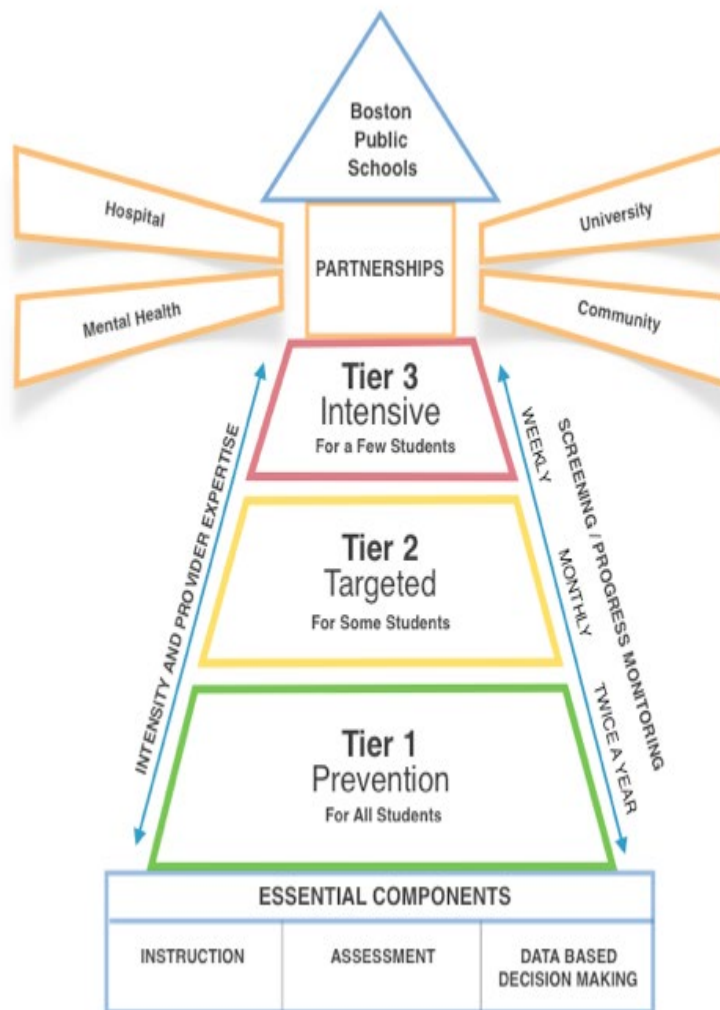 Boston
Public
Schools
Hospital
University
PARTNERSHIPS
Mental Health
Community
Tier 3
Intensive
For a Few Students
WEEKLY
INTENSITY AND PROVIDER EXPERTISE
SCREENING / PROGRESS MONITORING
Tier 2
Targeted
For Some Students
MONTHLY
Tier 1
Prevention
For All Students
TWICE A YEAR
ESSENTIAL COMPONENTS
INSTRUCTION
ASSESSMENT
DATA BASED
DECISION MAKING